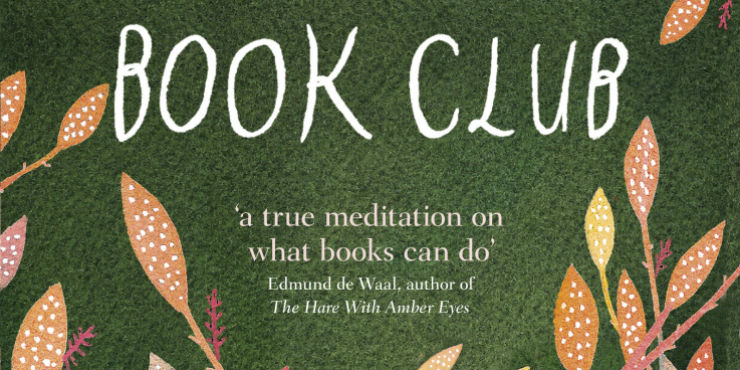 BOOK CLUB
‘a true meditation on
what books can do’
Edmund de Waal, author of
The Hare With Amber Eyes